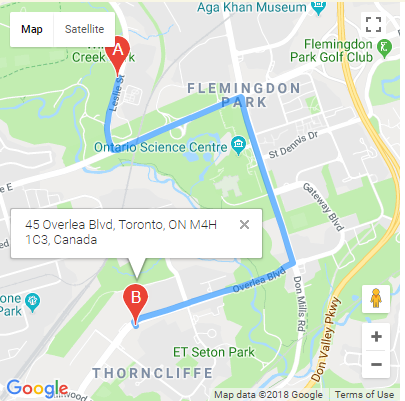 Aga Khan Museum
Map
Satellite
A
Creek
Leslie St
Flemingdon
Park Golf Club
FLEMINGDON
PARK
Ontario Science Centre
St Dennis Dr
e E
Gateway Blvd
45 Overlea Blvd, Toronto, ON M4H
1C3, Canada
Overlea Blvd
Don Mills Rd
Don Valley Pkwy
one
Park
B
ET Seton Park
THORNCLIFFE
Google
Map data ©2018 Google
Terms of Use